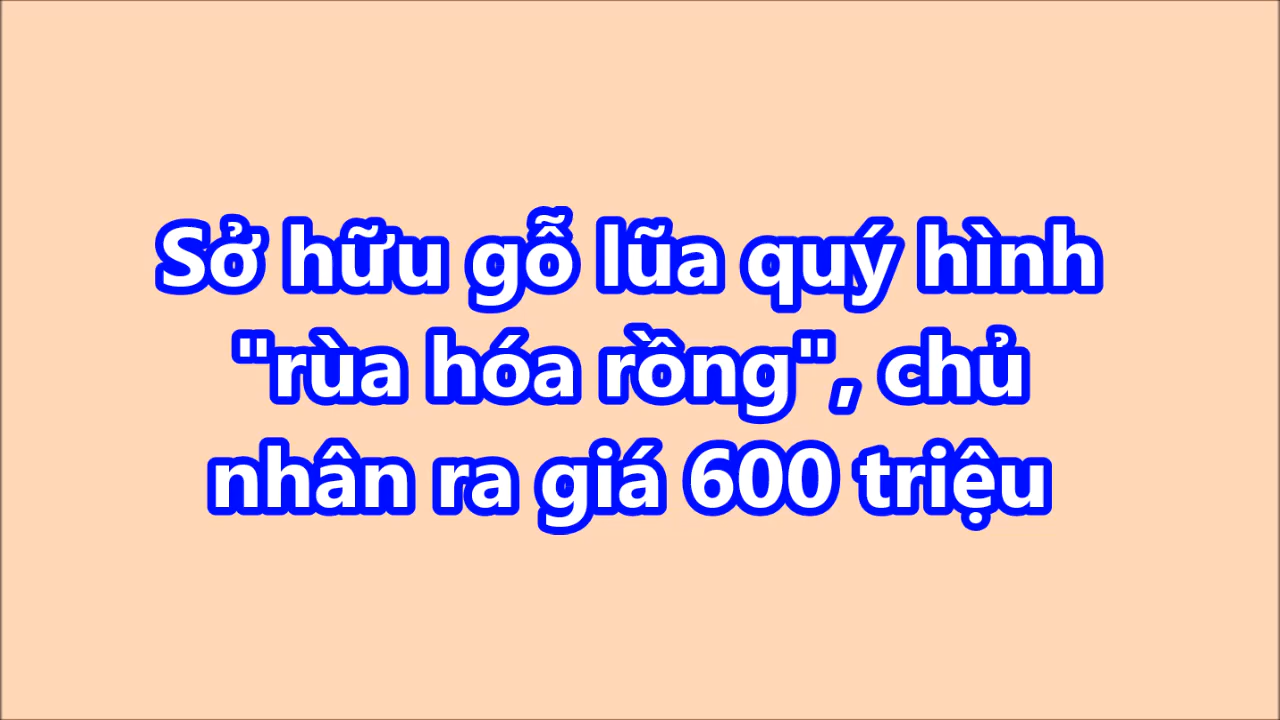 Sở hữu gỗ lũa quý hình
"rùa hóa rồng", chủ
nhân ra giá 600 triệu